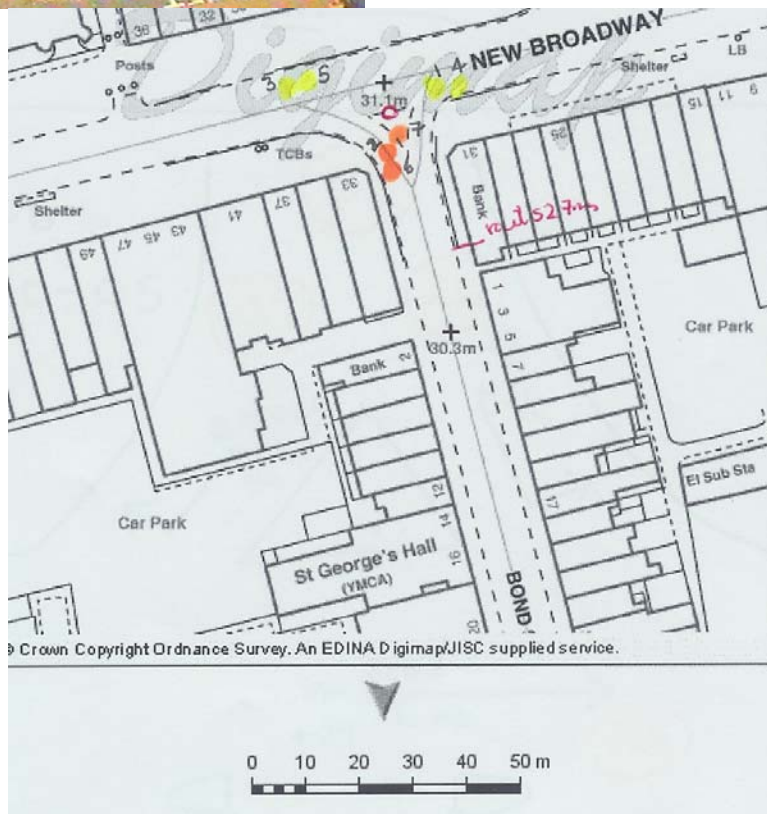 36
32
Digimap
NEW BROADWAY
Posts
3 5
1 4
LB
Shelter
31.1m
9
11
15
25
31
2
7
6
TCBs
Shelter
Bank
33
37
41
43
45
47
49
1
3
5
7
Car Park
30.3m
Bank
2
El Sub Sta
12
14
16
17
Car Park
St George's Hall
(YMCA)
BOND
20
Crown Copyright Ordnance Survey. An EDINA Digimap/JISC supplied service.
0 10 20 30 40 50 m